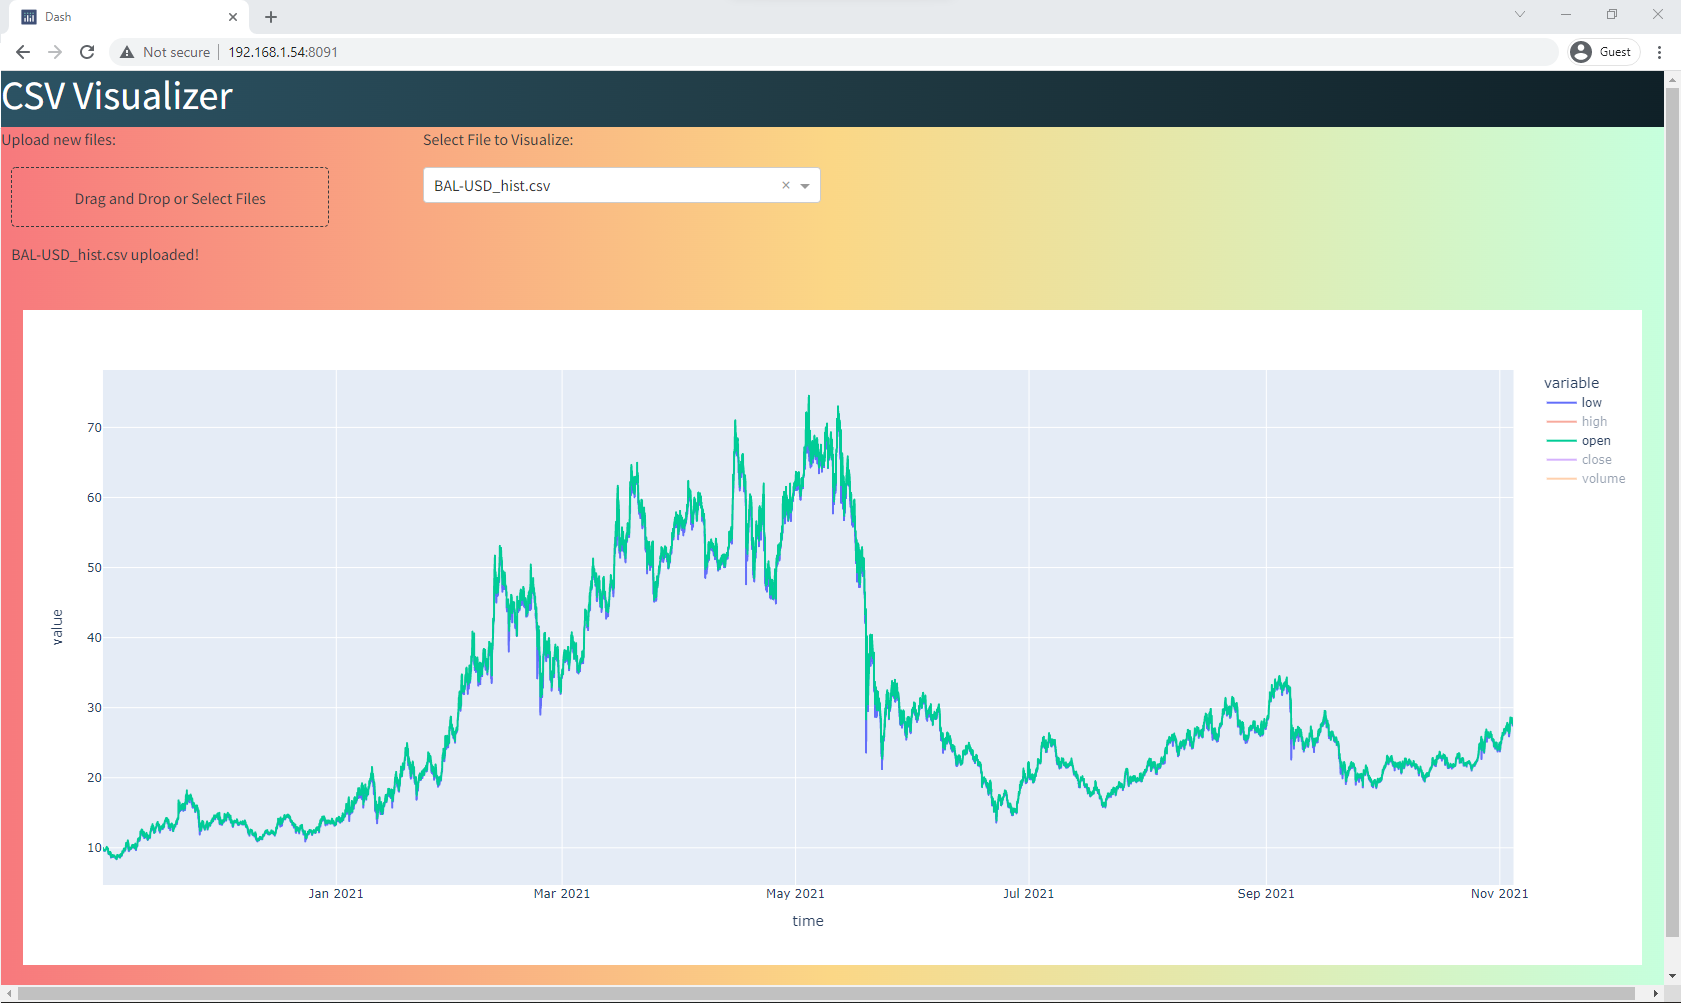 Dash
Not secure
192.168.1.54:8091
Guest
CSV Visualizer
Upload new files:
Select File to Visualize:
Drag and Drop or Select Files
BAL-USD_hist.csv
BAL-USD_hist.csv uploaded!
variable
low
high
open
close
volume
value
70
60
50
40
30
20
10
Jan 2021
Mar 2021
May 2021
Jul 2021
Sep 2021
Nov 2021
time